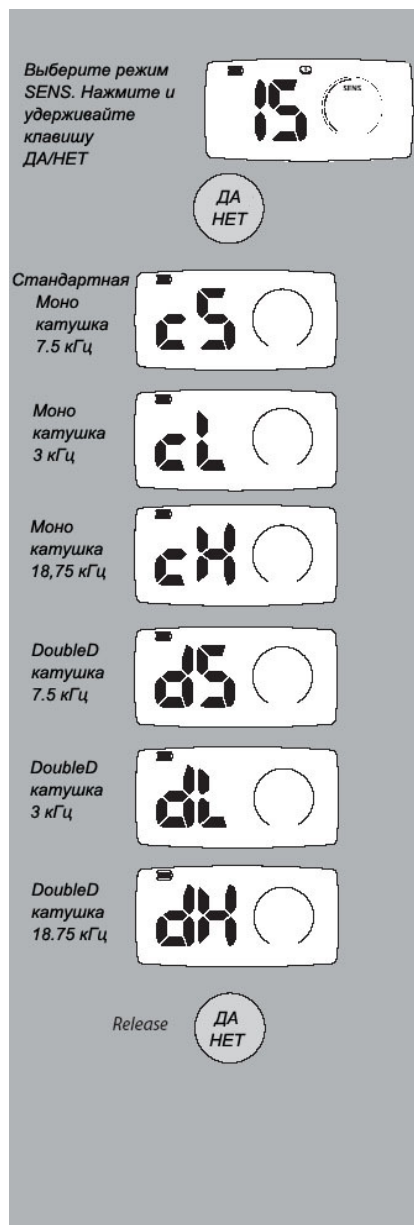 Выберите режим
SENS. Нажмите и
удерживайте
клавишу
ДА/НЕТ
15
SENS
ДА
НЕТ
Стандартная
Моно
катушка
7.5 кГц
cS
Моно
катушка
3 кГц
cL
Моно
катушка
18,75 кГц
cH
DoubleD
катушка
7.5 кГц
dS
DoubleD
катушка
3 кГц
dL
DoubleD
катушка
18.75 кГц
dH
Release
ДА
НЕТ